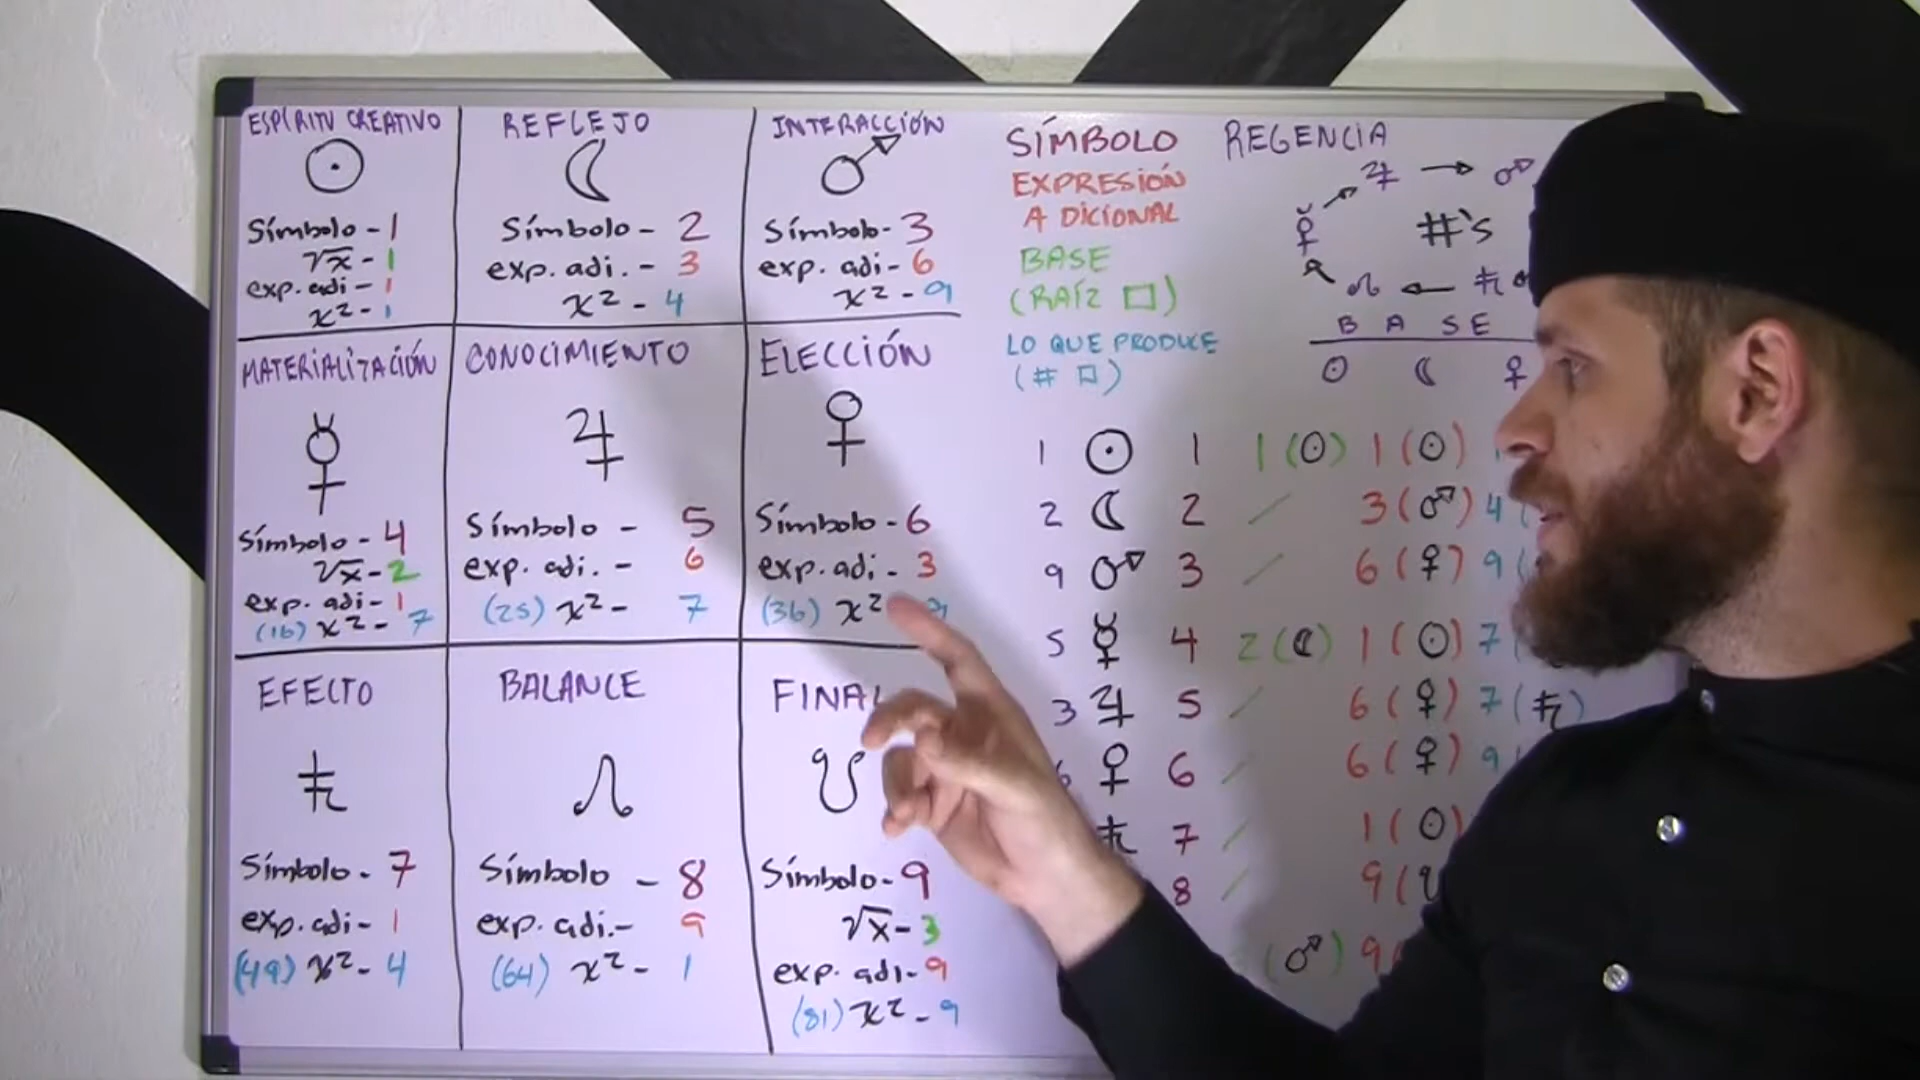 ESPÍRITU CREATIVO
☉
Símbolo - 1
√x - 1
exp. adi - 1
x² - 1
REFLEJO
☾
Símbolo - 2
exp. adi. - 3
x² - 4
INTERACCIÓN
♂
Símbolo - 3
exp. adi - 6
x² - 9
MATERIALIZACIÓN
☿
Símbolo - 4
√x - 2
exp. adi - 1
(16) x² - 7
CONOCIMIENTO
♃
Símbolo - 5
exp. adi. - 6
(25) x² - 7
ELECCIÓN
♀
Símbolo - 6
exp. adi - 3
(36) x²
EFECTO
♄
Símbolo - 7
exp. adi - 1
(49) x² - 4
BALANCE
☊
Símbolo - 8
exp. adi. - 9
(64) x² - 1
FINAL
☋
Símbolo - 9
√x - 3
exp. adi - 9
(81) x² - 9
SÍMBOLO
EXPRESIÓN
ADICIONAL
BASE
(RAÍZ □)
LO QUE PRODUCE
(# □)
REGENCIA
♃ → ♂
☿ #'s
☊ ← ♄
BASE
☉ ☾ ♀
1 ☉ 1 1 (☉) 1 (☉)
2 ☾ 2 / 3 (♂) 4 (
9 ♂ 3 / 6 (♀) 9 (
5 ☿ 4 2 (☾) 1 (☉) 7 (
3 ♃ 5 / 6 (♀) 7 (♄)
6 ♀ 6 / 6 (♀) 9
♄ 7 / 1 (☉)
8 / 9 (
(♂) 9